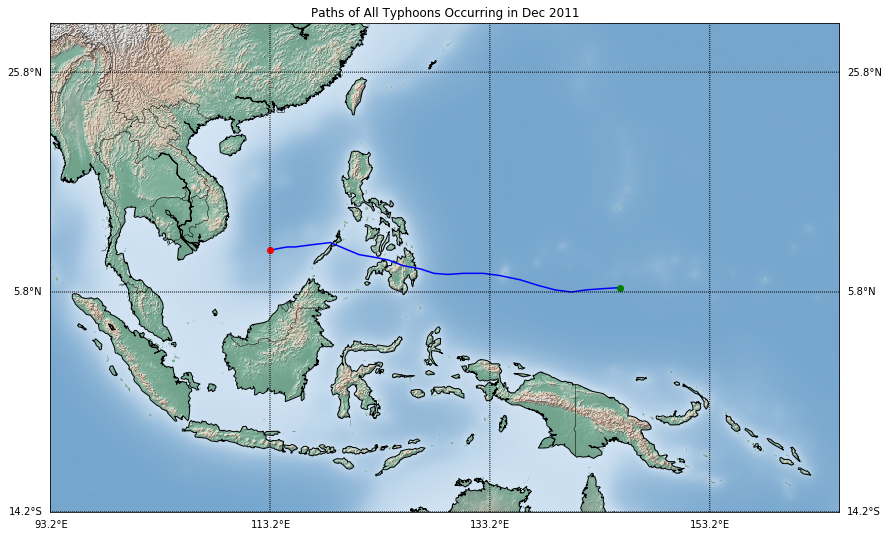 Paths of All Typhoons Occurring in Dec 2011
25.8°N 25.8°N
5.8°N 5.8°N
14.2°S 14.2°S
93.2°E 113.2°E 133.2°E 153.2°E